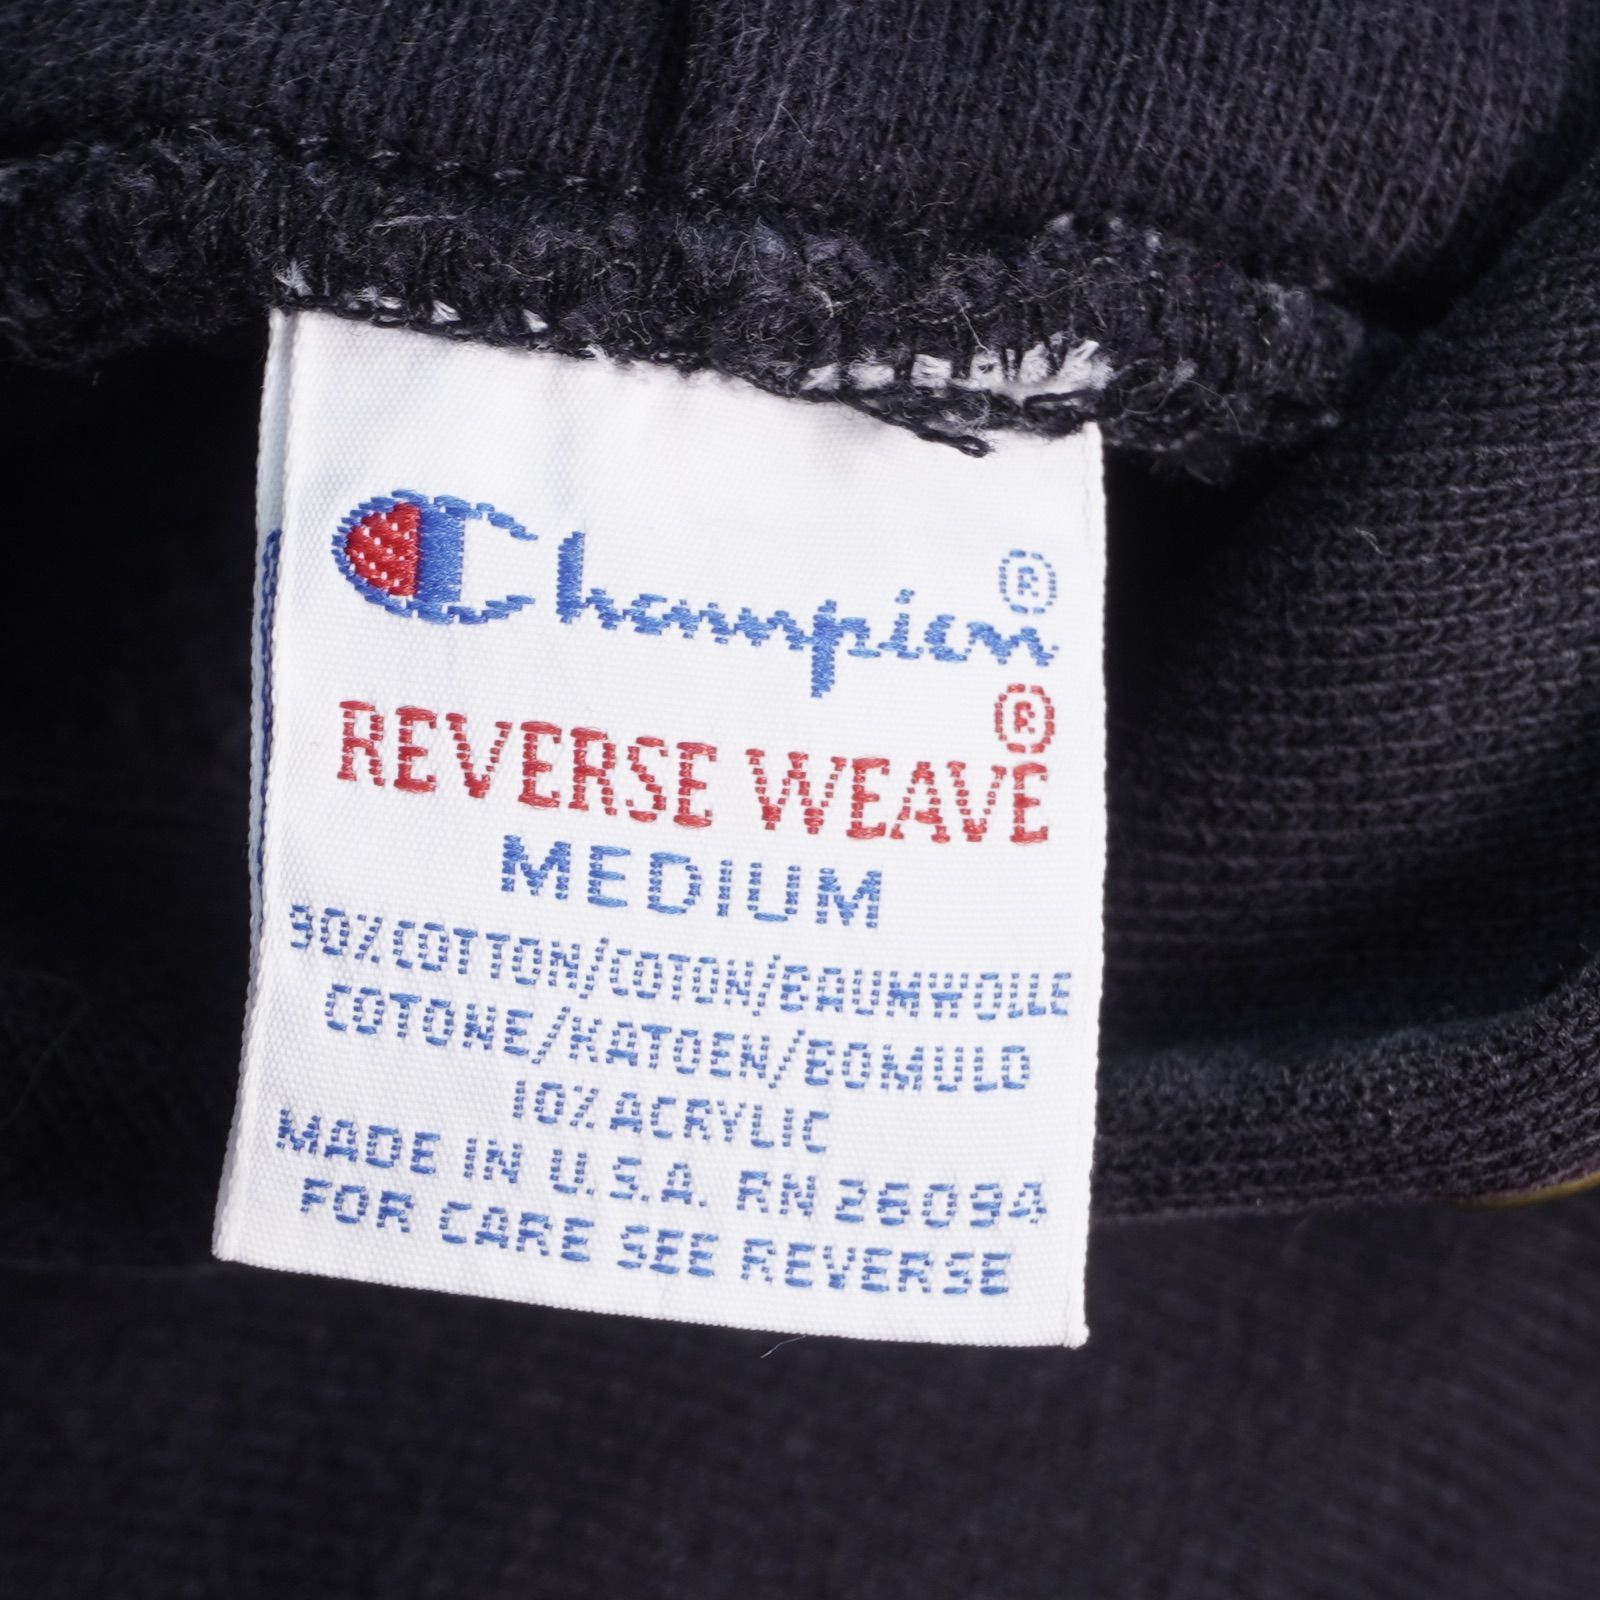 Champion®
REVERSE WEAVE®
MEDIUM
90% COTTON/COTON/BAUMWOLLE
COTONE/KATOEN/BOMULD
10% ACRYLIC
MADE IN U.S.A. RN 26094
FOR CARE SEE REVERSE